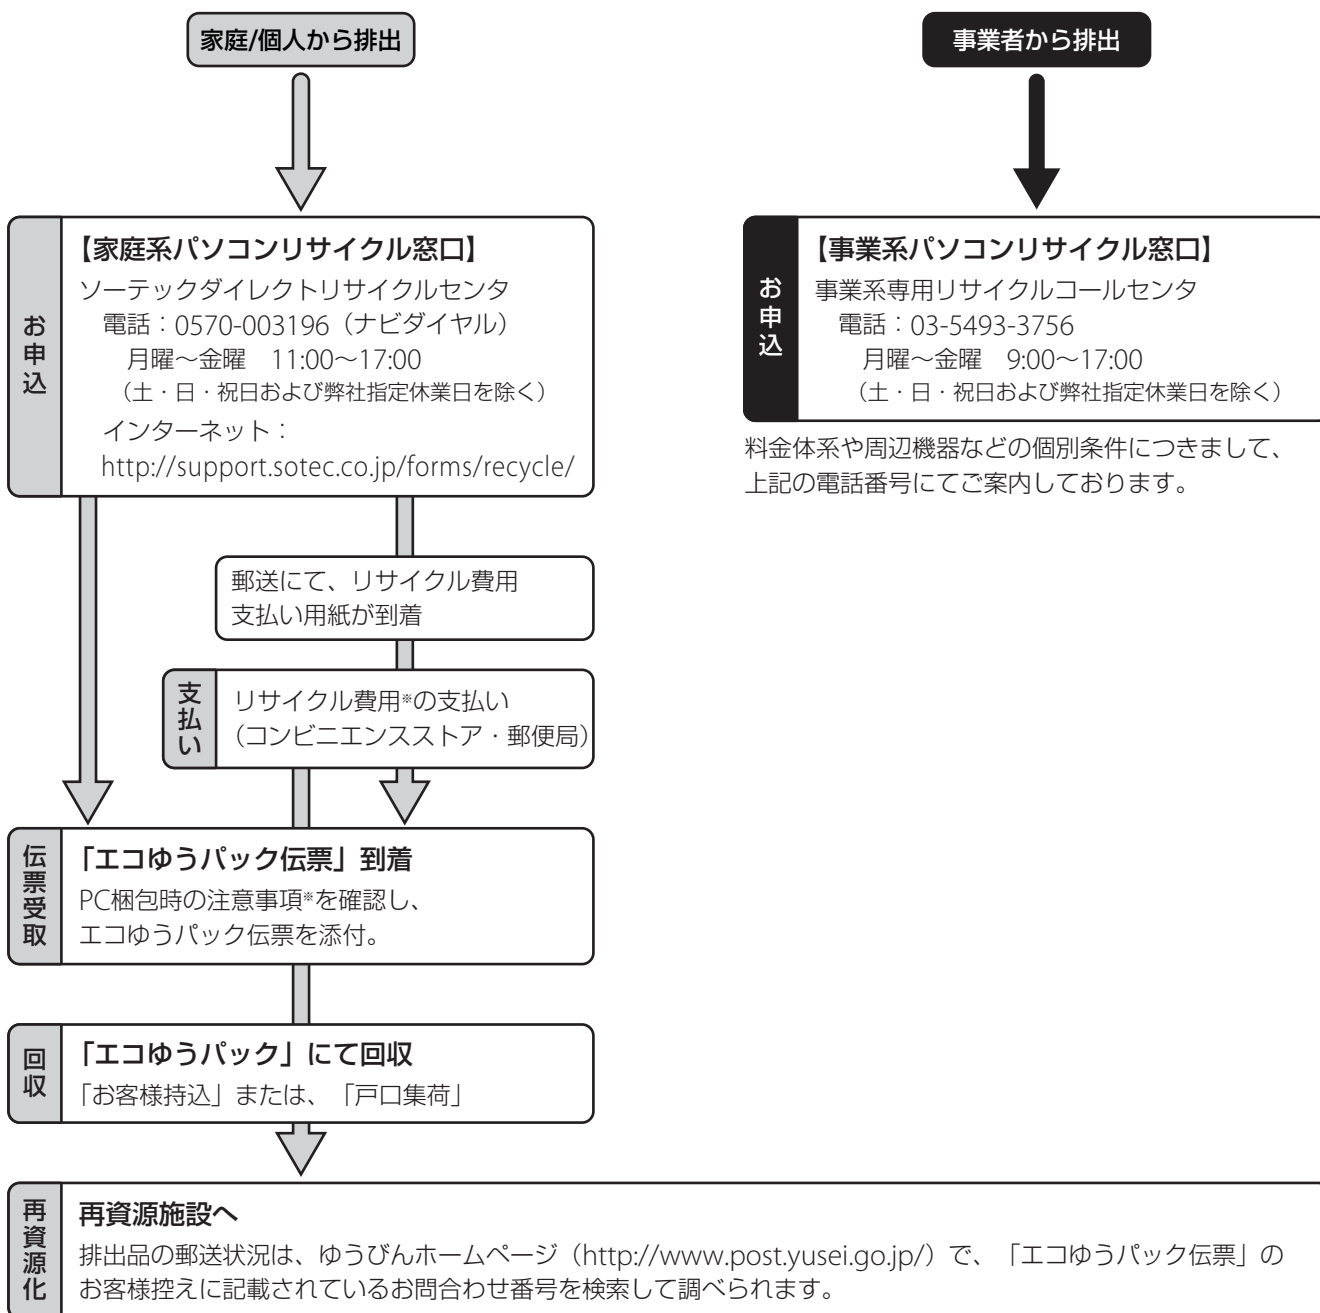 家庭/個人から排出
事業者から排出
お申込
【家庭系パソコンリサイクル窓口】
ソーテックダイレクトリサイクルセンタ
電話：0570-003196（ナビダイヤル）
月曜〜金曜　11:00〜17:00
（土・日・祝日および弊社指定休業日を除く）
インターネット：
http://support.sotec.co.jp/forms/recycle/
お申込
【事業系パソコンリサイクル窓口】
事業系専用リサイクルコールセンタ
電話：03-5493-3756
月曜〜金曜　9:00〜17:00
（土・日・祝日および弊社指定休業日を除く）
料金体系や周辺機器などの個別条件につきまして、
上記の電話番号にてご案内しております。
郵送にて、リサイクル費用
支払い用紙が到着
支払い
リサイクル費用※の支払い
（コンビニエンスストア・郵便局）
伝票受取
「エコゆうパック伝票」到着
PC梱包時の注意事項※を確認し、
エコゆうパック伝票を添付。
回収
「エコゆうパック」にて回収
「お客様持込」または、「戸口集荷」
再資源化
再資源施設へ
排出品の郵送状況は、ゆうびんホームページ（http://www.post.yusei.go.jp/）で、「エコゆうパック伝票」の
お客様控えに記載されているお問合わせ番号を検索して調べられます。